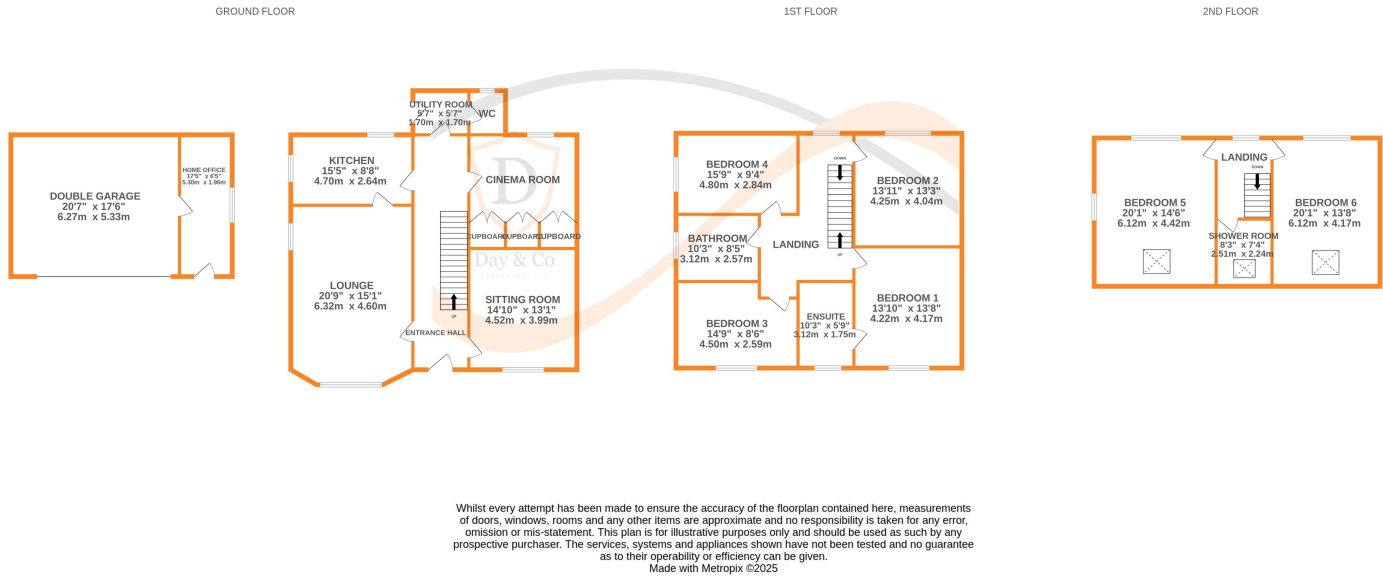 GROUND FLOOR
1ST FLOOR
2ND FLOOR
DOUBLE GARAGE
20'7" x 17'6"
6.27m x 5.33m
HOME OFFICE
17'5" x 6'5"
5.30m x 1.96m
KITCHEN
15'5" x 8'8"
4.70m x 2.64m
UTILITY ROOM
5'7" x 5'7"
1.70m x 1.70m
WC
CINEMA ROOM
CUPBOARD
CUPBOARD
CUPBOARD
LOUNGE
20'9" x 15'1"
6.32m x 4.60m
UP
ENTRANCE HALL
SITTING ROOM
14'10" x 13'1"
4.52m x 3.99m
D
Day & Co
ESTATE AGENTS
BEDROOM 4
15'9" x 9'4"
4.80m x 2.84m
DOWN
BEDROOM 2
13'11" x 13'3"
4.25m x 4.04m
BATHROOM
10'3" x 8'5"
3.12m x 2.57m
LANDING
UP
BEDROOM 3
14'9" x 8'6"
4.50m x 2.59m
ENSUITE
10'3" x 5'9"
3.12m x 1.75m
BEDROOM 1
13'10" x 13'8"
4.22m x 4.17m
LANDING
DOWN
BEDROOM 5
20'1" x 14'6"
6.12m x 4.42m
SHOWER ROOM
8'3" x 7'4"
2.51m x 2.24m
BEDROOM 6
20'1" x 13'8"
6.12m x 4.17m
Whilst every attempt has been made to ensure the accuracy of the floorplan contained here, measurements
of doors, windows, rooms and any other items are approximate and no responsibility is taken for any error,
omission or mis-statement. This plan is for illustrative purposes only and should be used as such by any
prospective purchaser. The services, systems and appliances shown have not been tested and no guarantee
as to their operability or efficiency can be given.
Made with Metropix ©2025